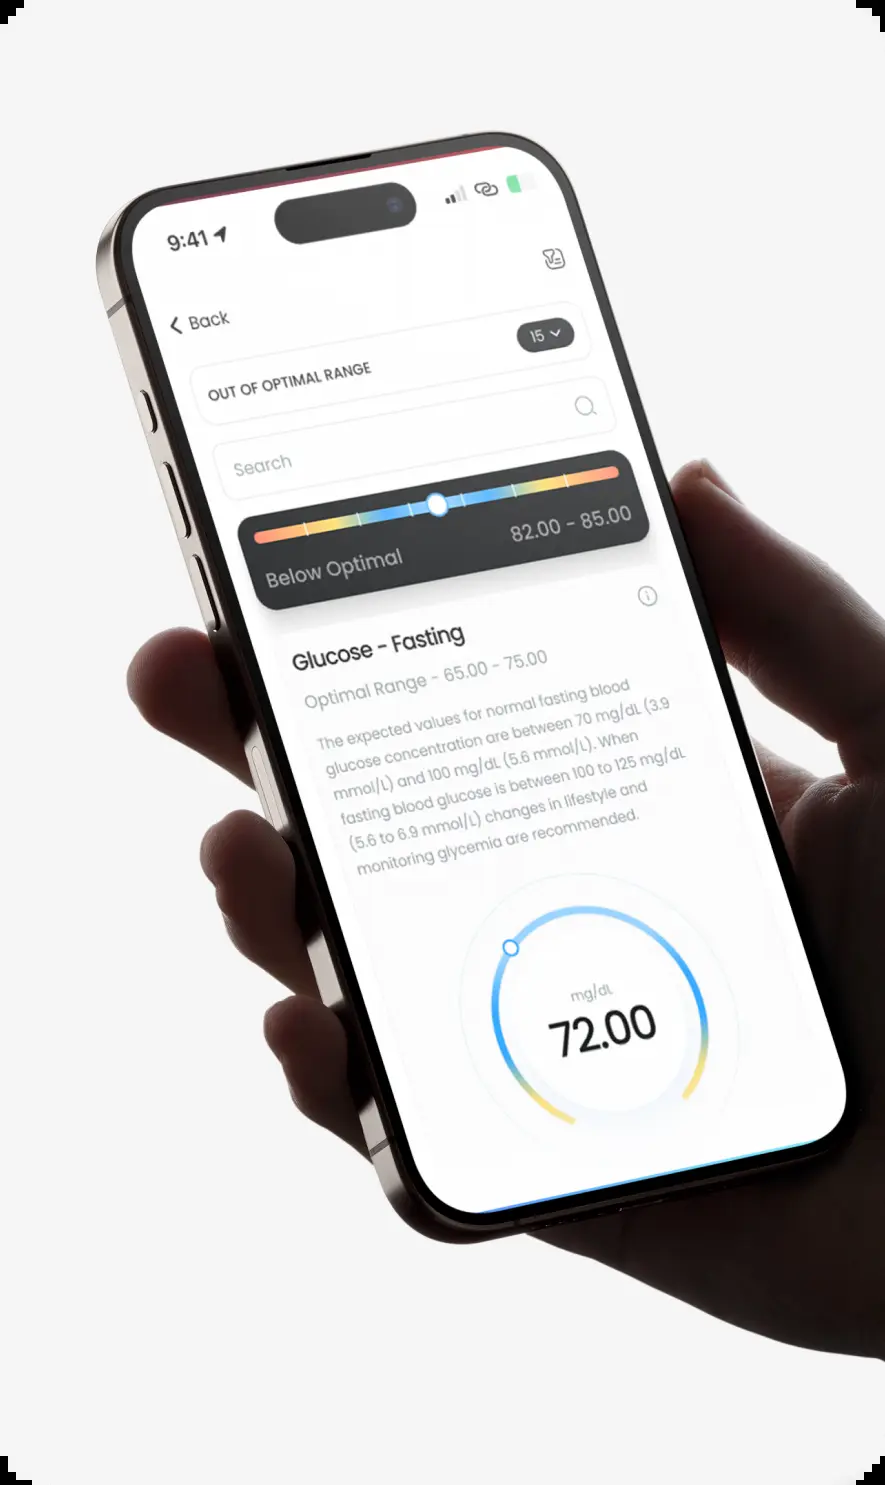 9:41
Back
OUT OF OPTIMAL RANGE
15
Search
Below Optimal
82.00 - 85.00
Glucose - Fasting
Optimal Range - 65.00 - 75.00
The expected values for normal fasting blood
glucose concentration are between 70 mg/dL (3.9
mmol/L) and 100 mg/dL (5.6 mmol/L). When
fasting blood glucose is between 100 to 125 mg/dL
(5.6 to 6.9 mmol/L) changes in lifestyle and
monitoring glycemia are recommended.
mg/dL
72.00